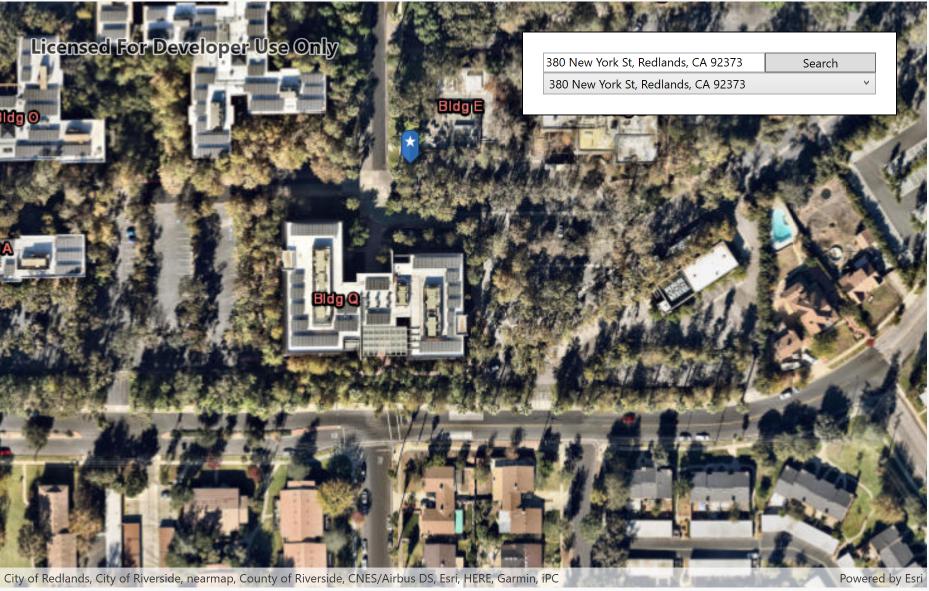 Licensed For Developer Use Only
380 New York St, Redlands, CA 92373
Search
380 New York St, Redlands, CA 92373
Bldg E
Bldg O
A
Bldg Q
City of Redlands, City of Riverside, nearmap, County of Riverside, CNES/Airbus DS, Esri, HERE, Garmin, iPC
Powered by Esri